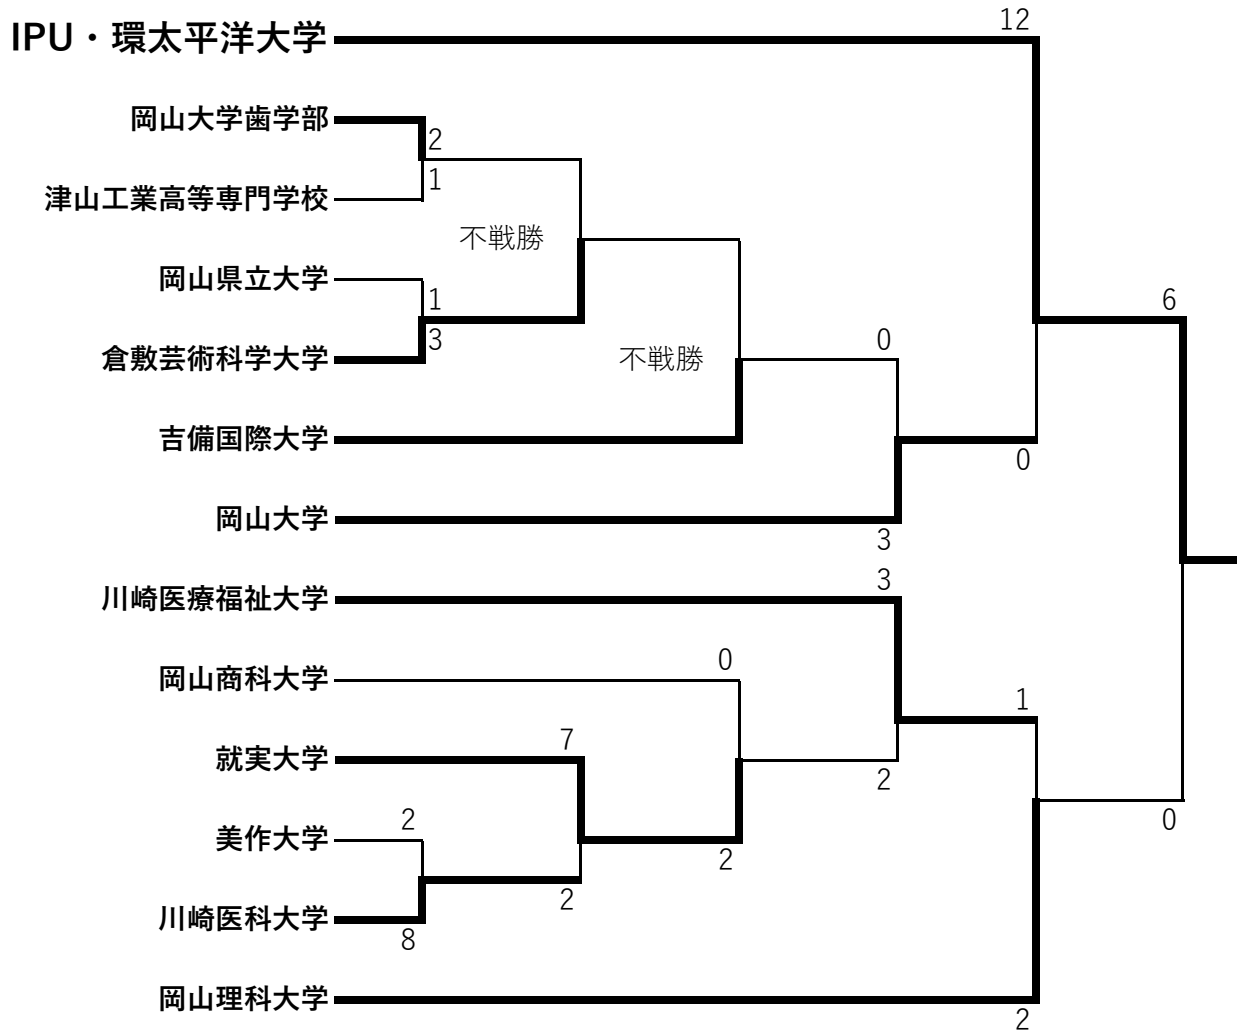 12
IPU・環太平洋大学
岡山大学歯学部
2
1
津山工業高等専門学校
不戦勝
岡山県立大学
1
6
3
0
倉敷芸術科学大学
不戦勝
吉備国際大学
0
岡山大学
3
3
川崎医療福祉大学
0
岡山商科大学
1
7
就実大学
2
2
0
美作大学
2
2
川崎医科大学
8
岡山理科大学
2